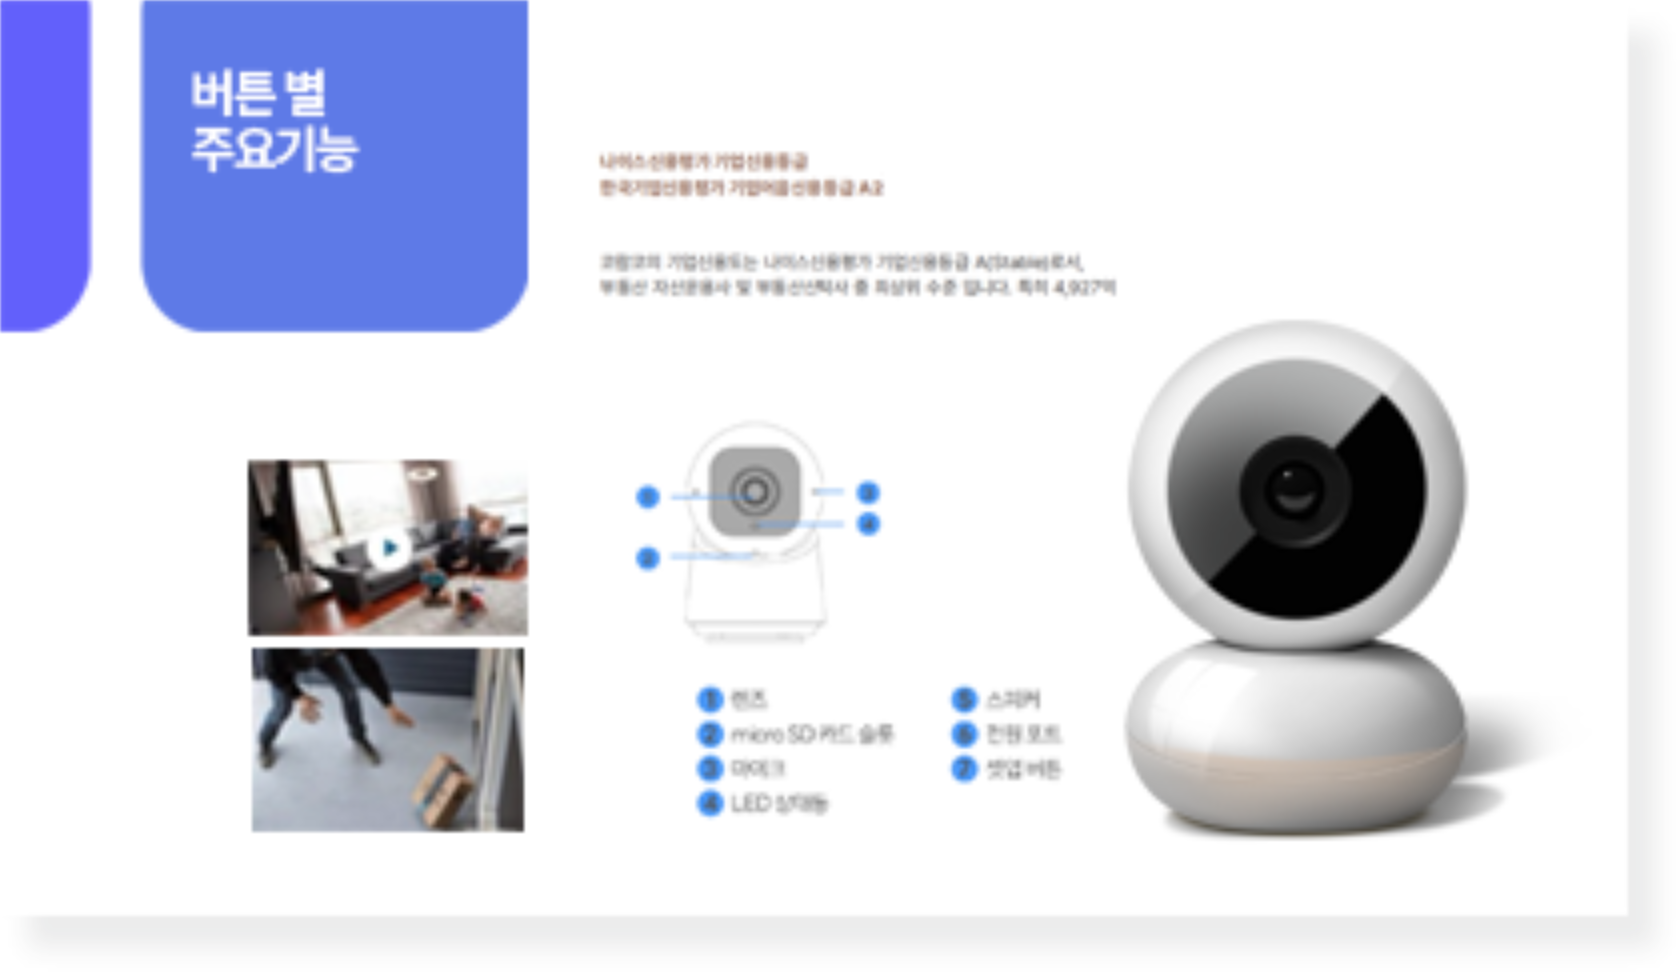 버튼 별
주요기능
나이스신용평가 기업신용등급
한국기업신용평가 기업어음신용등급 A2
코람코의 기업신용도는 나이스신용평가 기업신용등급 A(Stable)로서,
부동산 자산운용사 및 부동산신탁사 중 최상위 수준 입니다. 특히 4,927억
1
2
3
4
1 렌즈
2 micro SD 카드 슬롯
3 마이크
4 LED 상태등
5 스피커
6 전원 포트
7 셋업 버튼